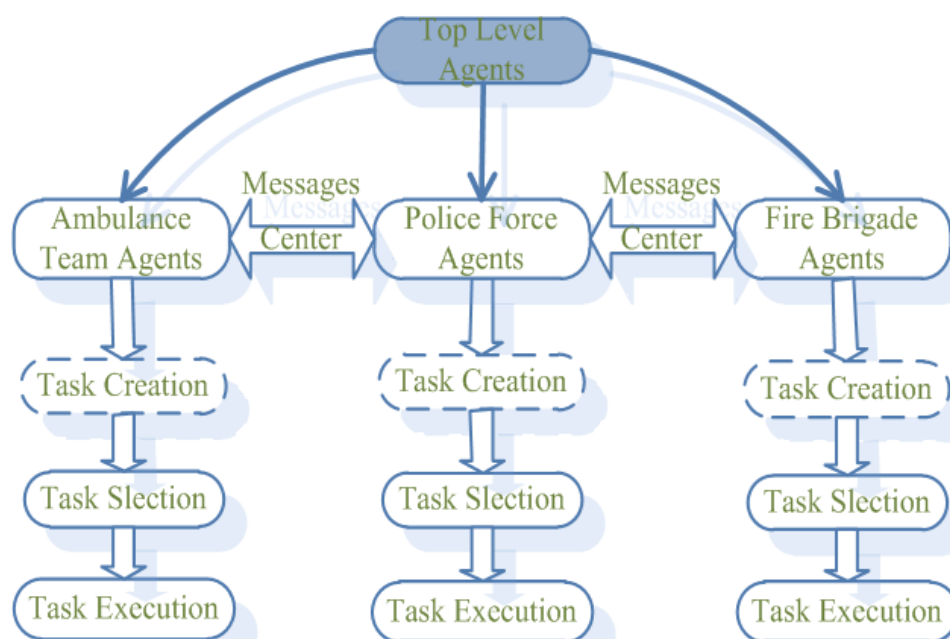 Top Level
Agents
Messages
Center
Messages
Center
Ambulance
Team Agents
Police Force
Agents
Fire Brigade
Agents
Task Creation
Task Creation
Task Creation
Task Slection
Task Slection
Task Slection
Task Execution
Task Execution
Task Execution